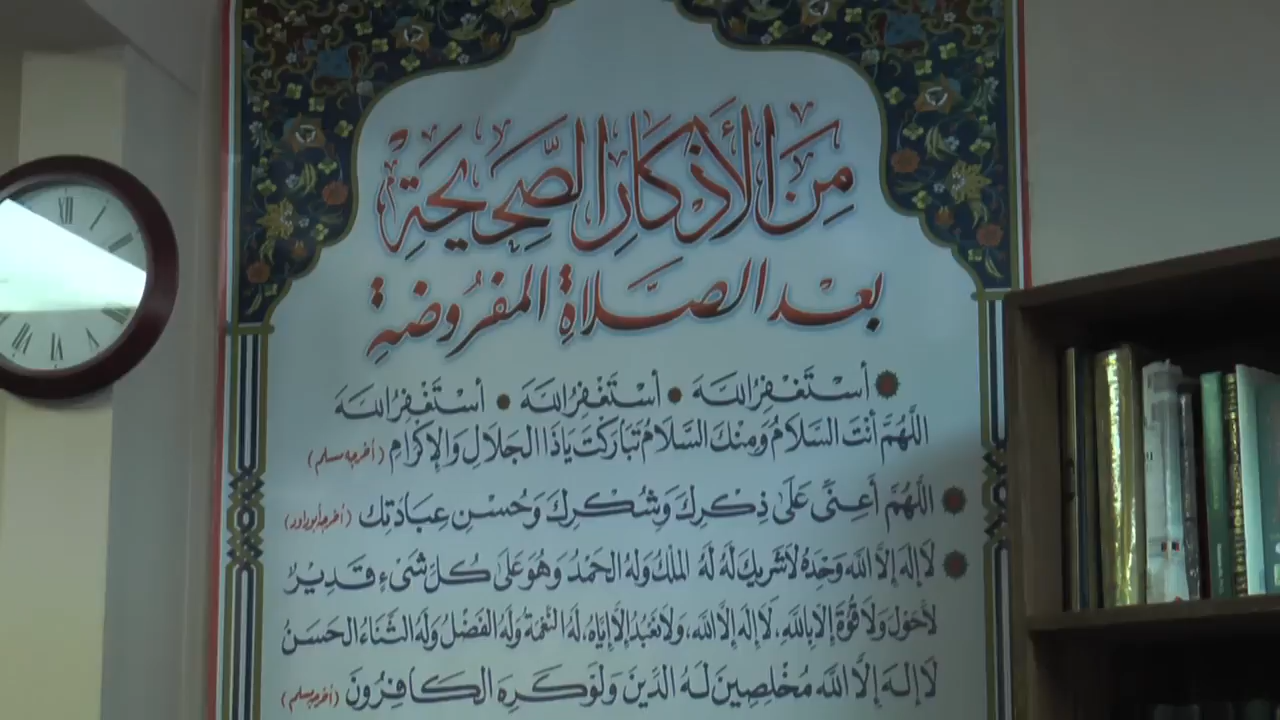 مِنَ الأَذْكَارِ الصَّحِيحَةِ
بَعْدَ الصَّلَاةِ المَفْرُوضَةِ
أَسْتَغْفِرُ اللهَ • أَسْتَغْفِرُ اللهَ • أَسْتَغْفِرُ اللهَ
اللَّهُمَّ أَنْتَ السَّلَامُ وَمِنْكَ السَّلَامُ تَبَارَكْتَ يَا ذَا الجَلَالِ وَالإِكْرَامِ (أخرجه مسلم)
اللَّهُمَّ أَعِنِّي عَلَى ذِكْرِكَ وَشُكْرِكَ وَحُسْنِ عِبَادَتِكَ (أخرجه أبو داود)
لَا إِلَهَ إِلَّا اللهُ وَحْدَهُ لَا شَرِيكَ لَهُ لَهُ المُلْكُ وَلَهُ الحَمْدُ وَهُوَ عَلَى كُلِّ شَيْءٍ قَدِيرٌ
لَا حَوْلَ وَلَا قُوَّةَ إِلَّا بِاللهِ، لَا إِلَهَ إِلَّا اللهُ، وَلَا نَعْبُدُ إِلَّا إِيَّاهُ، لَهُ النِّعْمَةُ وَلَهُ الفَضْلُ وَلَهُ الثَّنَاءُ الحَسَنُ
لَا إِلَهَ إِلَّا اللهُ مُخْلِصِينَ لَهُ الدِّينَ وَلَوْ كَرِهَ الكَافِرُونَ (أخرجه مسلم)